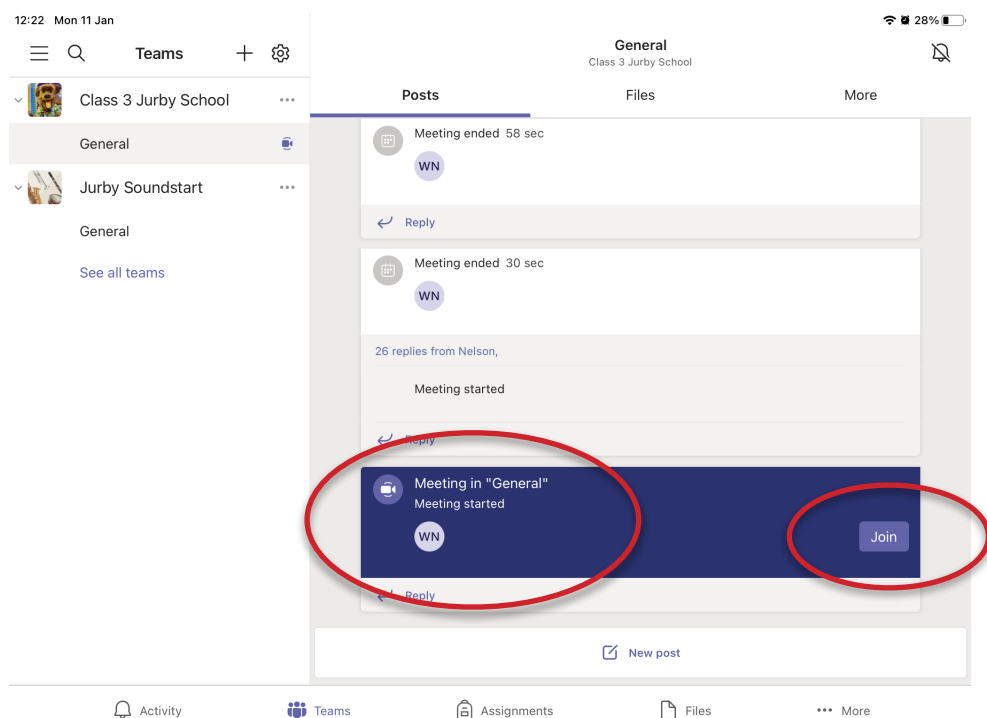 12:22 Mon 11 Jan
28%
Teams
Class 3 Jurby School
General
Jurby Soundstart
General
See all teams
General
Class 3 Jurby School
Posts Files More
Meeting ended 58 sec
WN
Reply
Meeting ended 30 sec
WN
26 replies from Nelson,
Meeting started
Reply
Meeting in "General"
Meeting started
WN
Join
Reply
New post
Activity Teams Assignments Files More